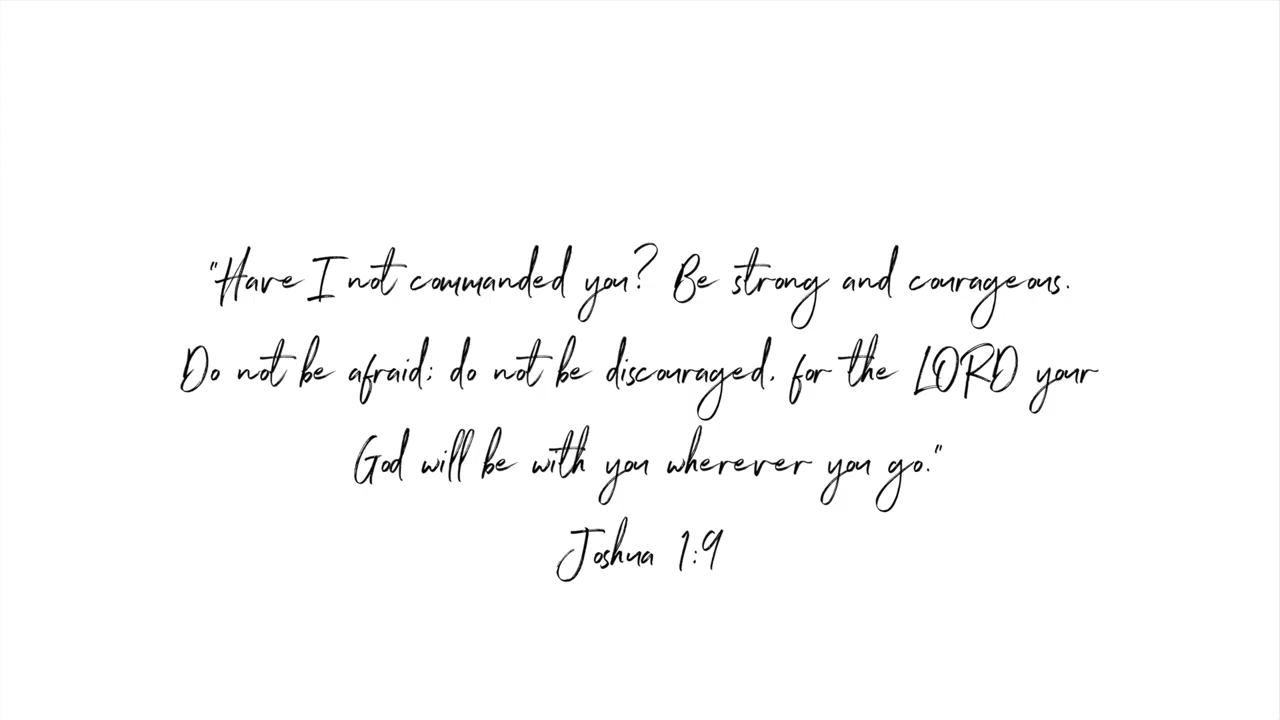 "Have I not commanded you? Be strong and courageous.
Do not be afraid; do not be discouraged, for the LORD your
God will be with you wherever you go."
Joshua 1:9